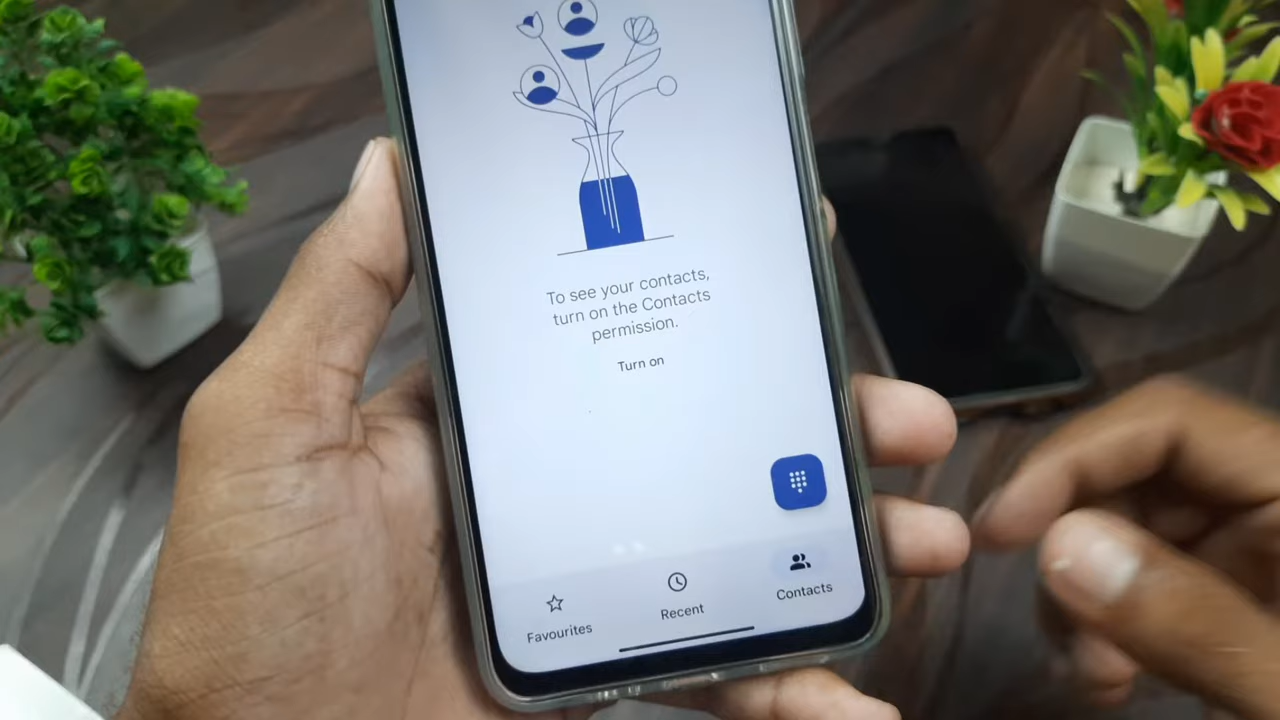 To see your contacts,
turn on the Contacts
permission.
Turn on
Favourites
Recent
Contacts